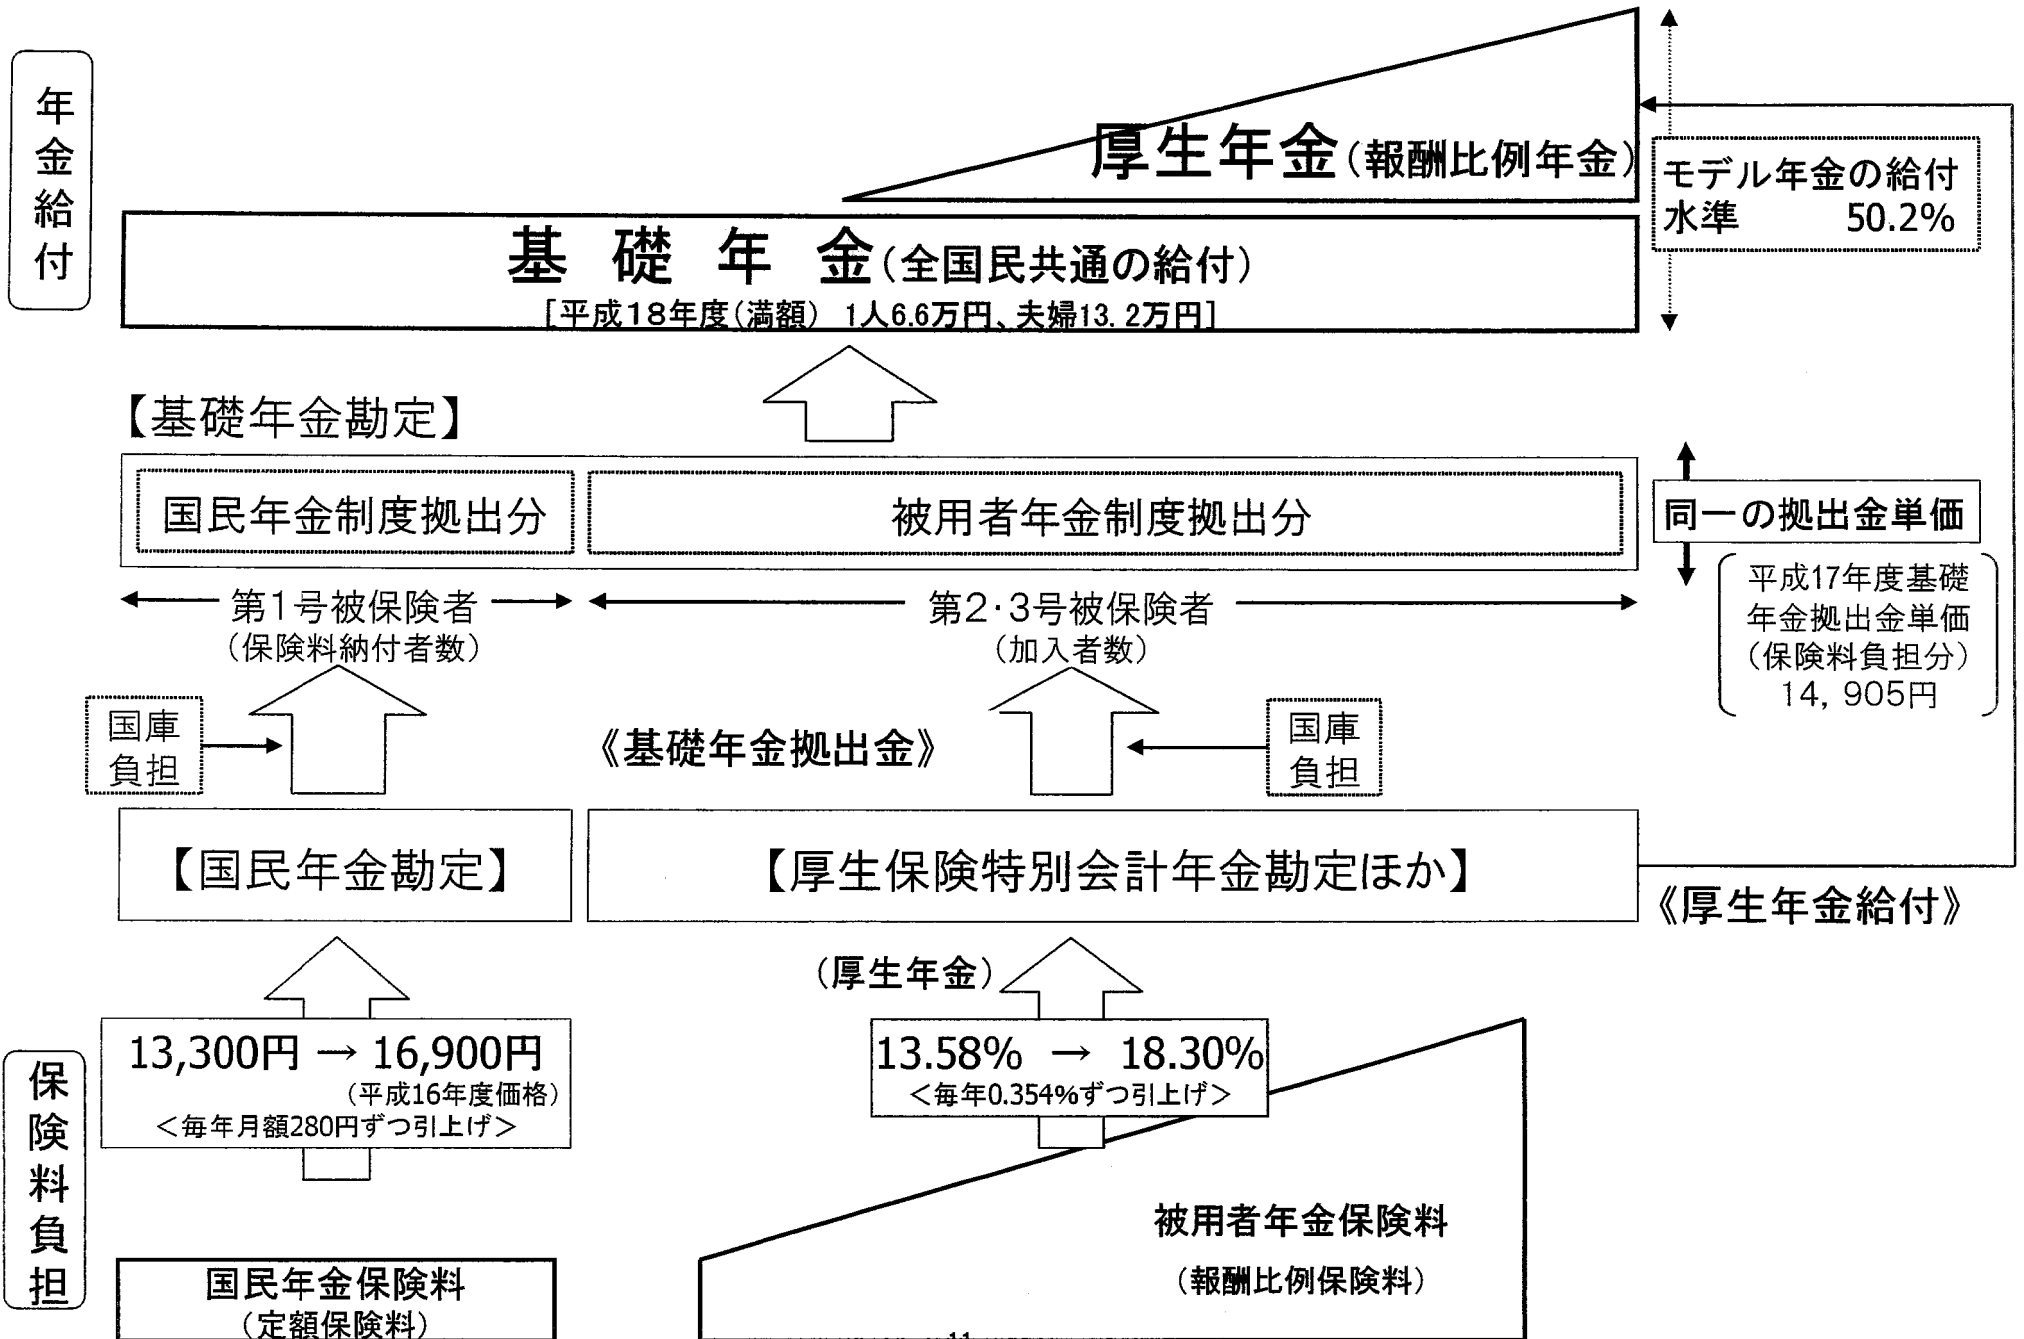 年金給付
厚生年金(報酬比例年金)
モデル年金の給付
水準 50.2%
基礎年金(全国民共通の給付)
[平成18年度(満額) 1人6.6万円、夫婦13.2万円]
【基礎年金勘定】
国民年金制度拠出分
被用者年金制度拠出分
同一の拠出金単価
平成17年度基礎
年金拠出金単価
(保険料負担分)
14,905円
第1号被保険者
(保険料納付者数)
第2・3号被保険者
(加入者数)
国庫
負担
《基礎年金拠出金》
国庫
負担
【国民年金勘定】
【厚生保険特別会計年金勘定ほか】
《厚生年金給付》
(厚生年金)
保険料負担
13,300円 → 16,900円
(平成16年度価格)
<毎年月額280円ずつ引上げ>
13.58% → 18.30%
<毎年0.354%ずつ引上げ>
被用者年金保険料
(報酬比例保険料)
国民年金保険料
(定額保険料)